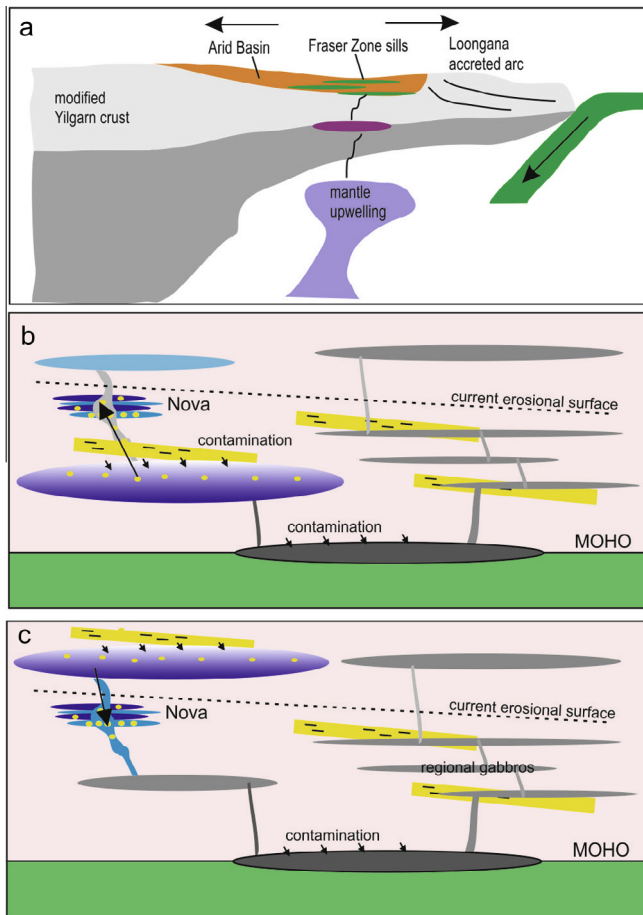 a
Arid Basin
Fraser Zone sills
Loongana
accreted arc
modified
Yilgarn crust
mantle
upwelling
b
current erosional surface
Nova
contamination
contamination
MOHO
c
current erosional surface
Nova
regional gabbros
contamination
MOHO